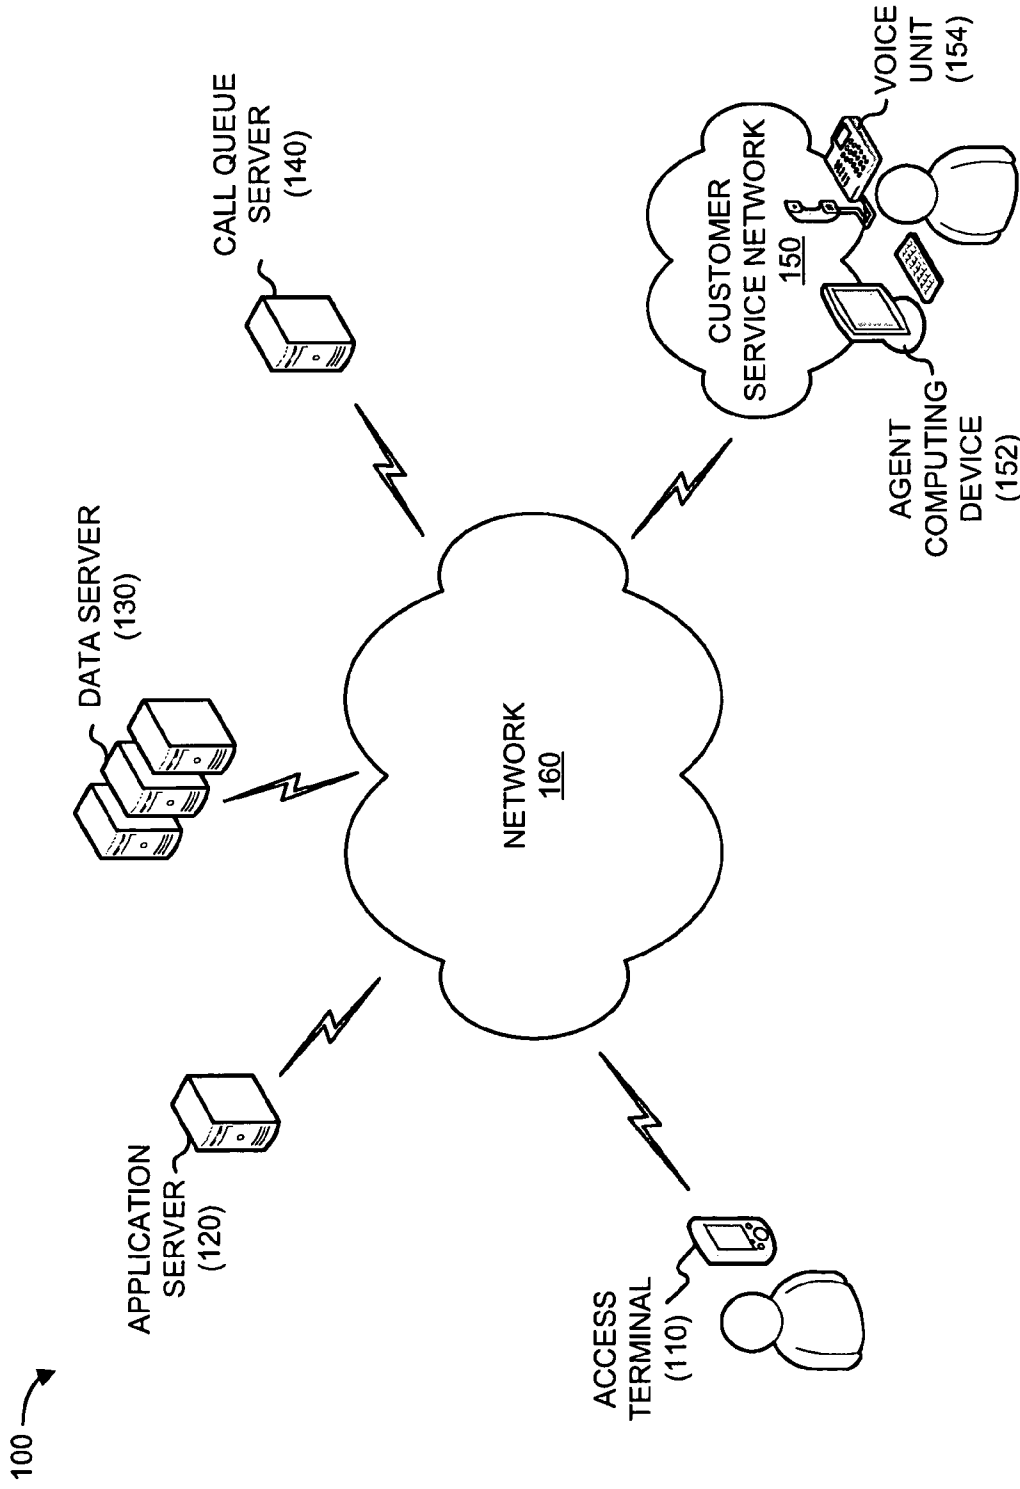 100
APPLICATION
SERVER
(120)
DATA SERVER
(130)
CALL QUEUE
SERVER
(140)
NETWORK
160
ACCESS
TERMINAL
(110)
CUSTOMER
SERVICE NETWORK
150
AGENT
COMPUTING
DEVICE
(152)
VOICE
UNIT
(154)